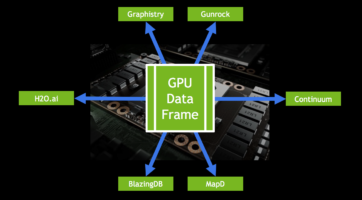 Graphistry
Gunrock
GPU
Data
Frame
H2O.ai
Continuum
BlazingDB
MapD